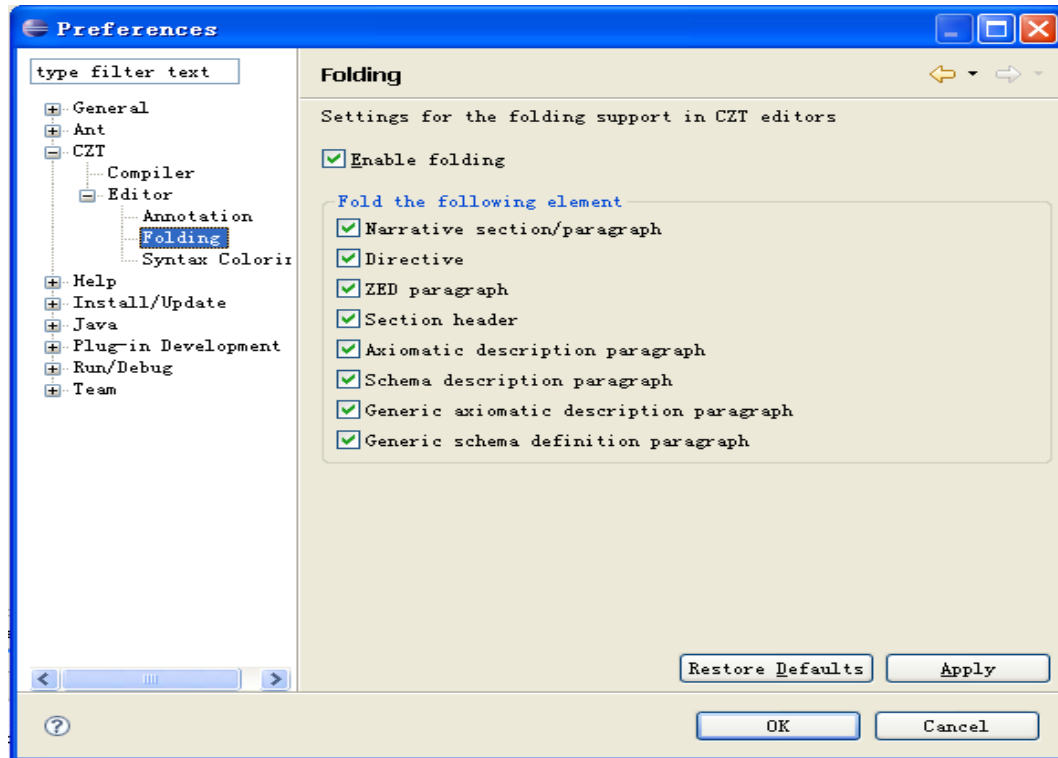 Preferences
type filter text
General
Ant
CZT
Compiler
Editor
Annotation
Folding
Syntax Colorin
Help
Install/Update
Java
Plug-in Development
Run/Debug
Team
Folding
Settings for the folding support in CZT editors
Enable folding
Fold the following element
Narrative section/paragraph
Directive
ZED paragraph
Section header
Axiomatic description paragraph
Schema description paragraph
Generic axiomatic description paragraph
Generic schema definition paragraph
Restore Defaults
Apply
?
OK
Cancel